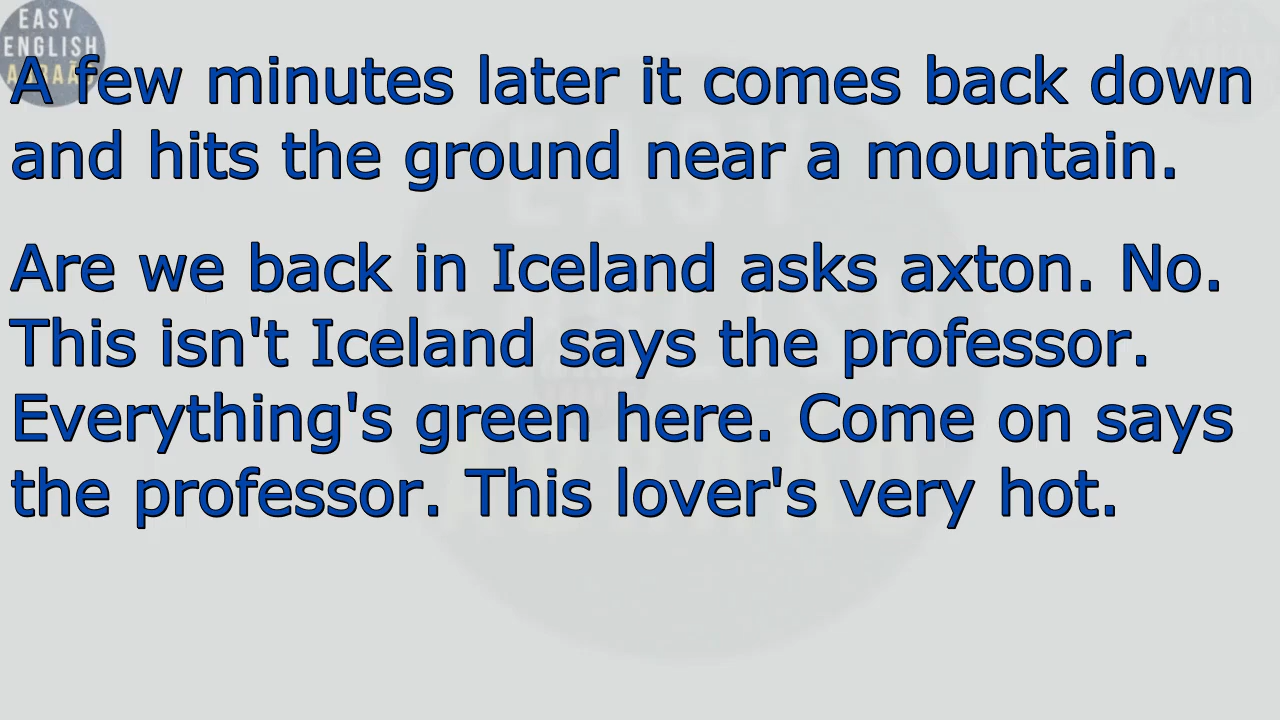 EASY
ENGLISH
A few minutes later it comes back down
and hits the ground near a mountain.
Are we back in Iceland asks axton. No.
This isn't Iceland says the professor.
Everything's green here. Come on says
the professor. This lover's very hot.